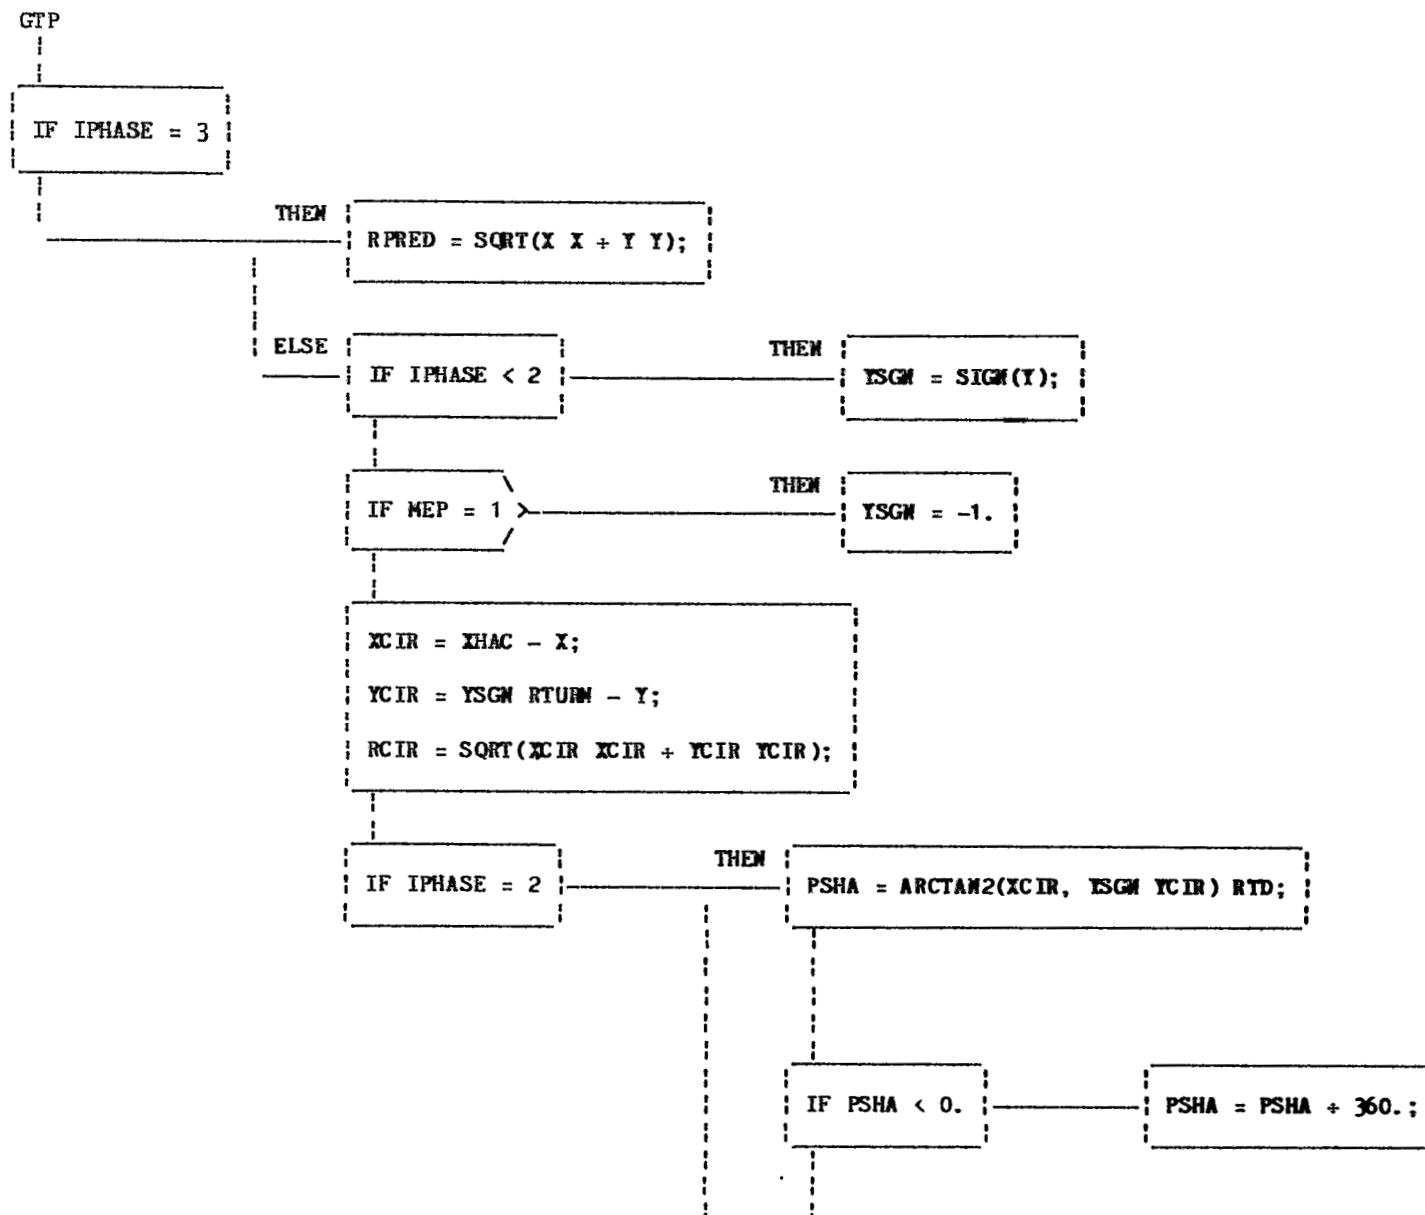 GTP
IF IPHASE = 3
THEN
RPRED = SQRT(X X + Y Y);
ELSE
IF IPHASE < 2
THEN
YSGN = SIGN(Y);
IF MEP = 1
THEN
YSGN = -1.
XCIR = XHAC - X;
YCIR = YSGN RTURN - Y;
RCIR = SQRT(XCIR XCIR + YCIR YCIR);
IF IPHASE = 2
THEN
PSHA = ARCTAN2(XCIR, YSGN YCIR) RTD;
IF PSHA < 0.
PSHA = PSHA + 360.;